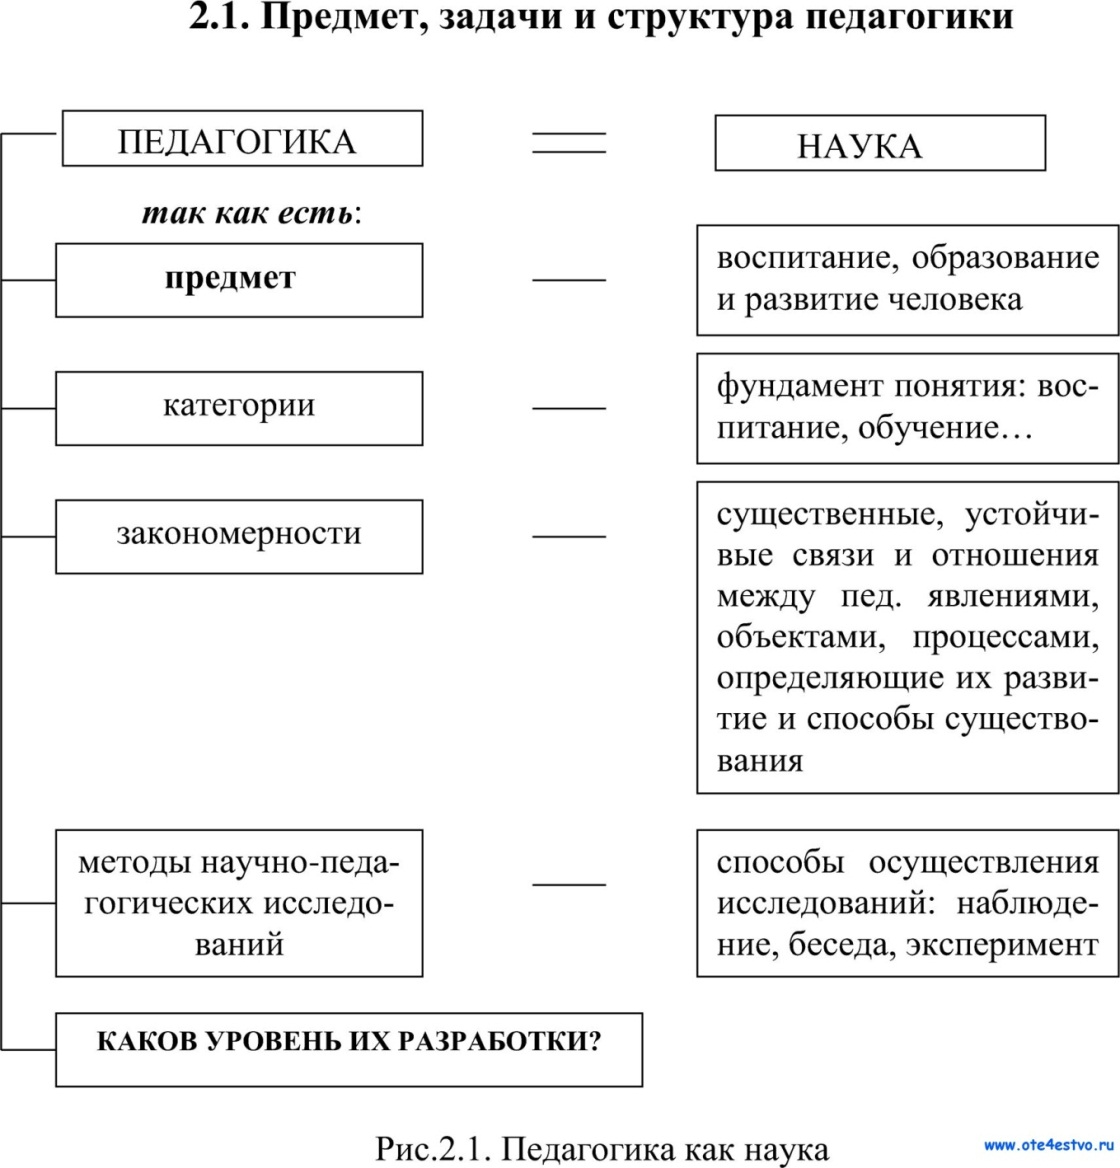 2.1. Предмет, задачи и структура педагогики
ПЕДАГОГИКА
НАУКА
так как есть:
предмет
воспитание, образование
и развитие человека
категории
фундамент понятия: вос-
питание, обучение…
закономерности
существенные, устойчи-
вые связи и отношения
между пед. явлениями,
объектами, процессами,
определяющие их разви-
тие и способы существо-
вания
методы научно-педа-
гогических исследо-
ваний
способы осуществления
исследований: наблюде-
ние, беседа, эксперимент
КАКОВ УРОВЕНЬ ИХ РАЗРАБОТКИ?
Рис.2.1. Педагогика как наука
www.ote4estvo.ru